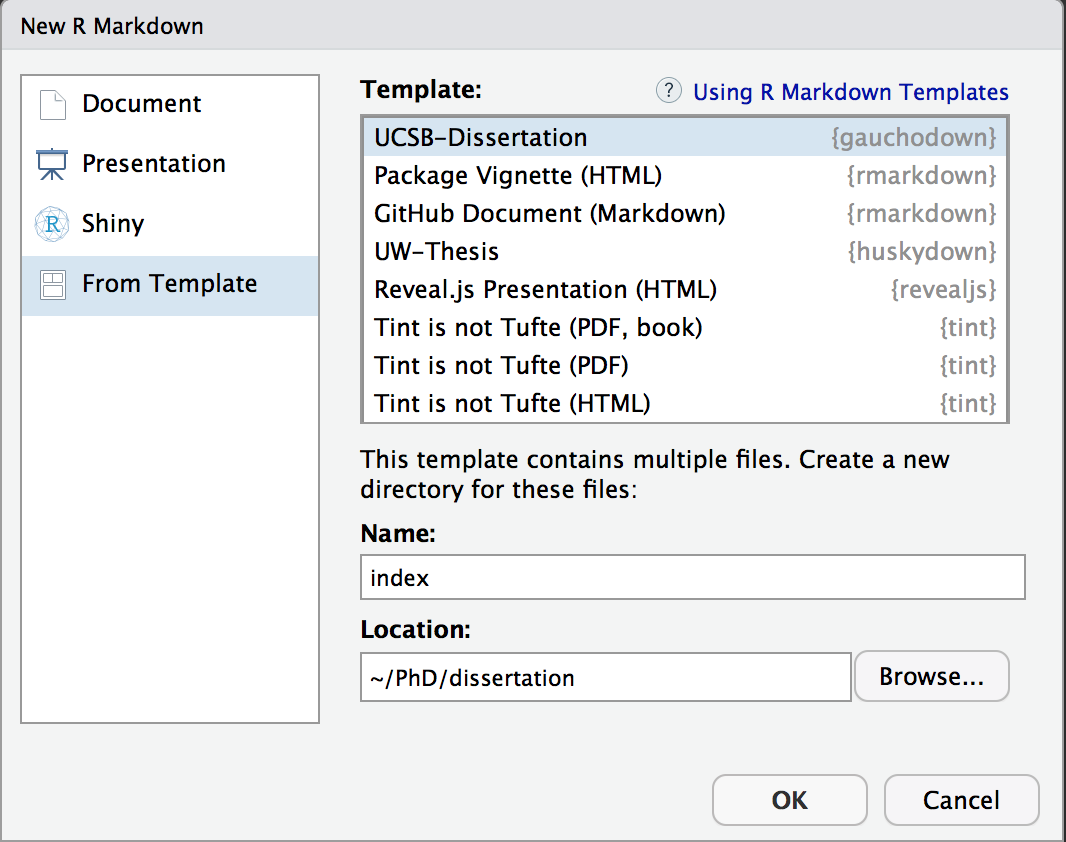 New R Markdown
Document
Presentation
Shiny
From Template
Template:
? Using R Markdown Templates
UCSB-Dissertation {gauchodown}
Package Vignette (HTML) {rmarkdown}
GitHub Document (Markdown) {rmarkdown}
UW-Thesis {huskydown}
Reveal.js Presentation (HTML) {revealjs}
Tint is not Tufte (PDF, book) {tint}
Tint is not Tufte (PDF) {tint}
Tint is not Tufte (HTML) {tint}
This template contains multiple files. Create a new
directory for these files:
Name:
index
Location:
~/PhD/dissertation
Browse...
OK
Cancel